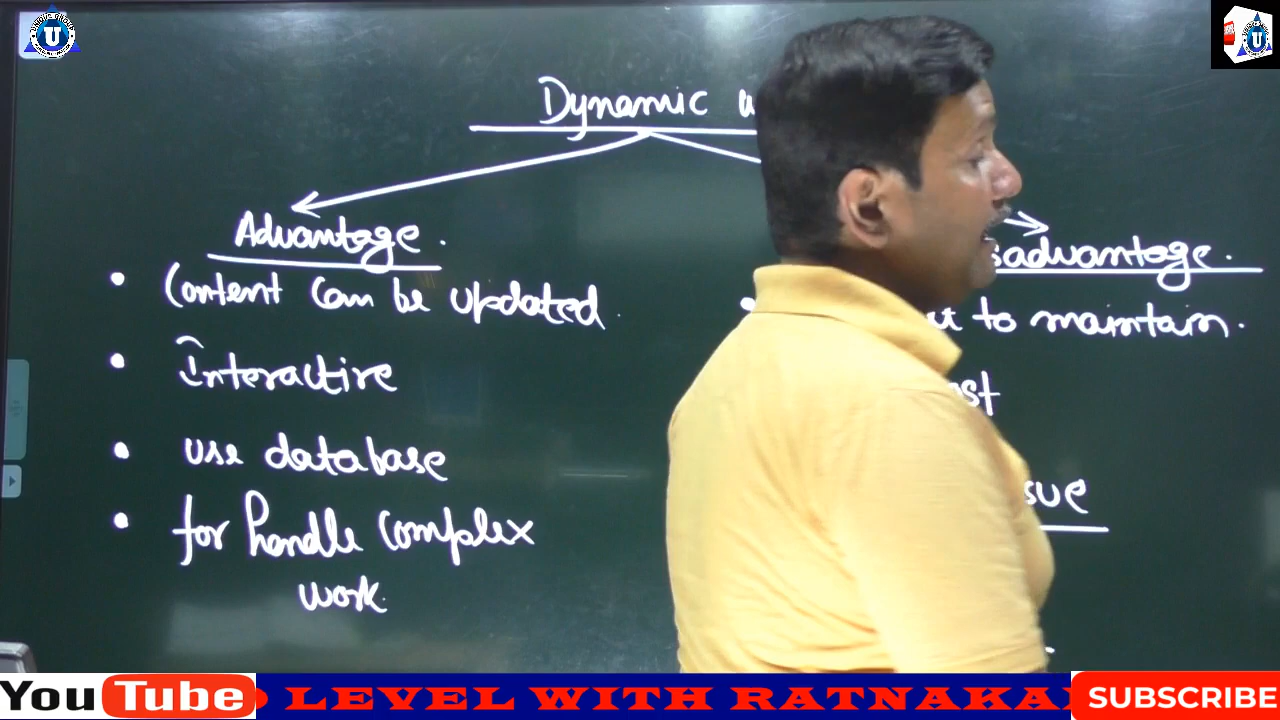 Dynamic
Advantage.
Content can be updated.
Interactive
use database
for handle complex
work.
sadvantage.
to maintain.
ost
sue
U
U
YouTube
LEVEL WITH RATNAKA
SUBSCRIBE